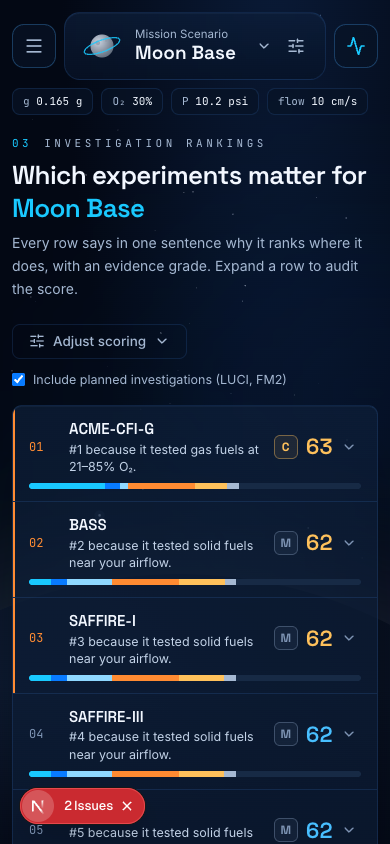 Mission Scenario
Moon Base
g 0.165 g
O₂ 30%
P 10.2 psi
flow 10 cm/s
03 INVESTIGATION RANKINGS
Which experiments matter for
Moon Base
Every row says in one sentence why it ranks where it
does, with an evidence grade. Expand a row to audit
the score.
Adjust scoring
Include planned investigations (LUCI, FM2)
ACME-CFI-G
01
#1 because it tested gas fuels at
21–85% O₂.
C 63
BASS
02
#2 because it tested solid fuels
near your airflow.
M 62
SAFFIRE-I
03
#3 because it tested solid fuels
near your airflow.
M 62
SAFFIRE-III
04
#4 because it tested solid fuels
near your airflow.
M 62
N 2 Issues
05
#5 because it tested solid fuels
M 62